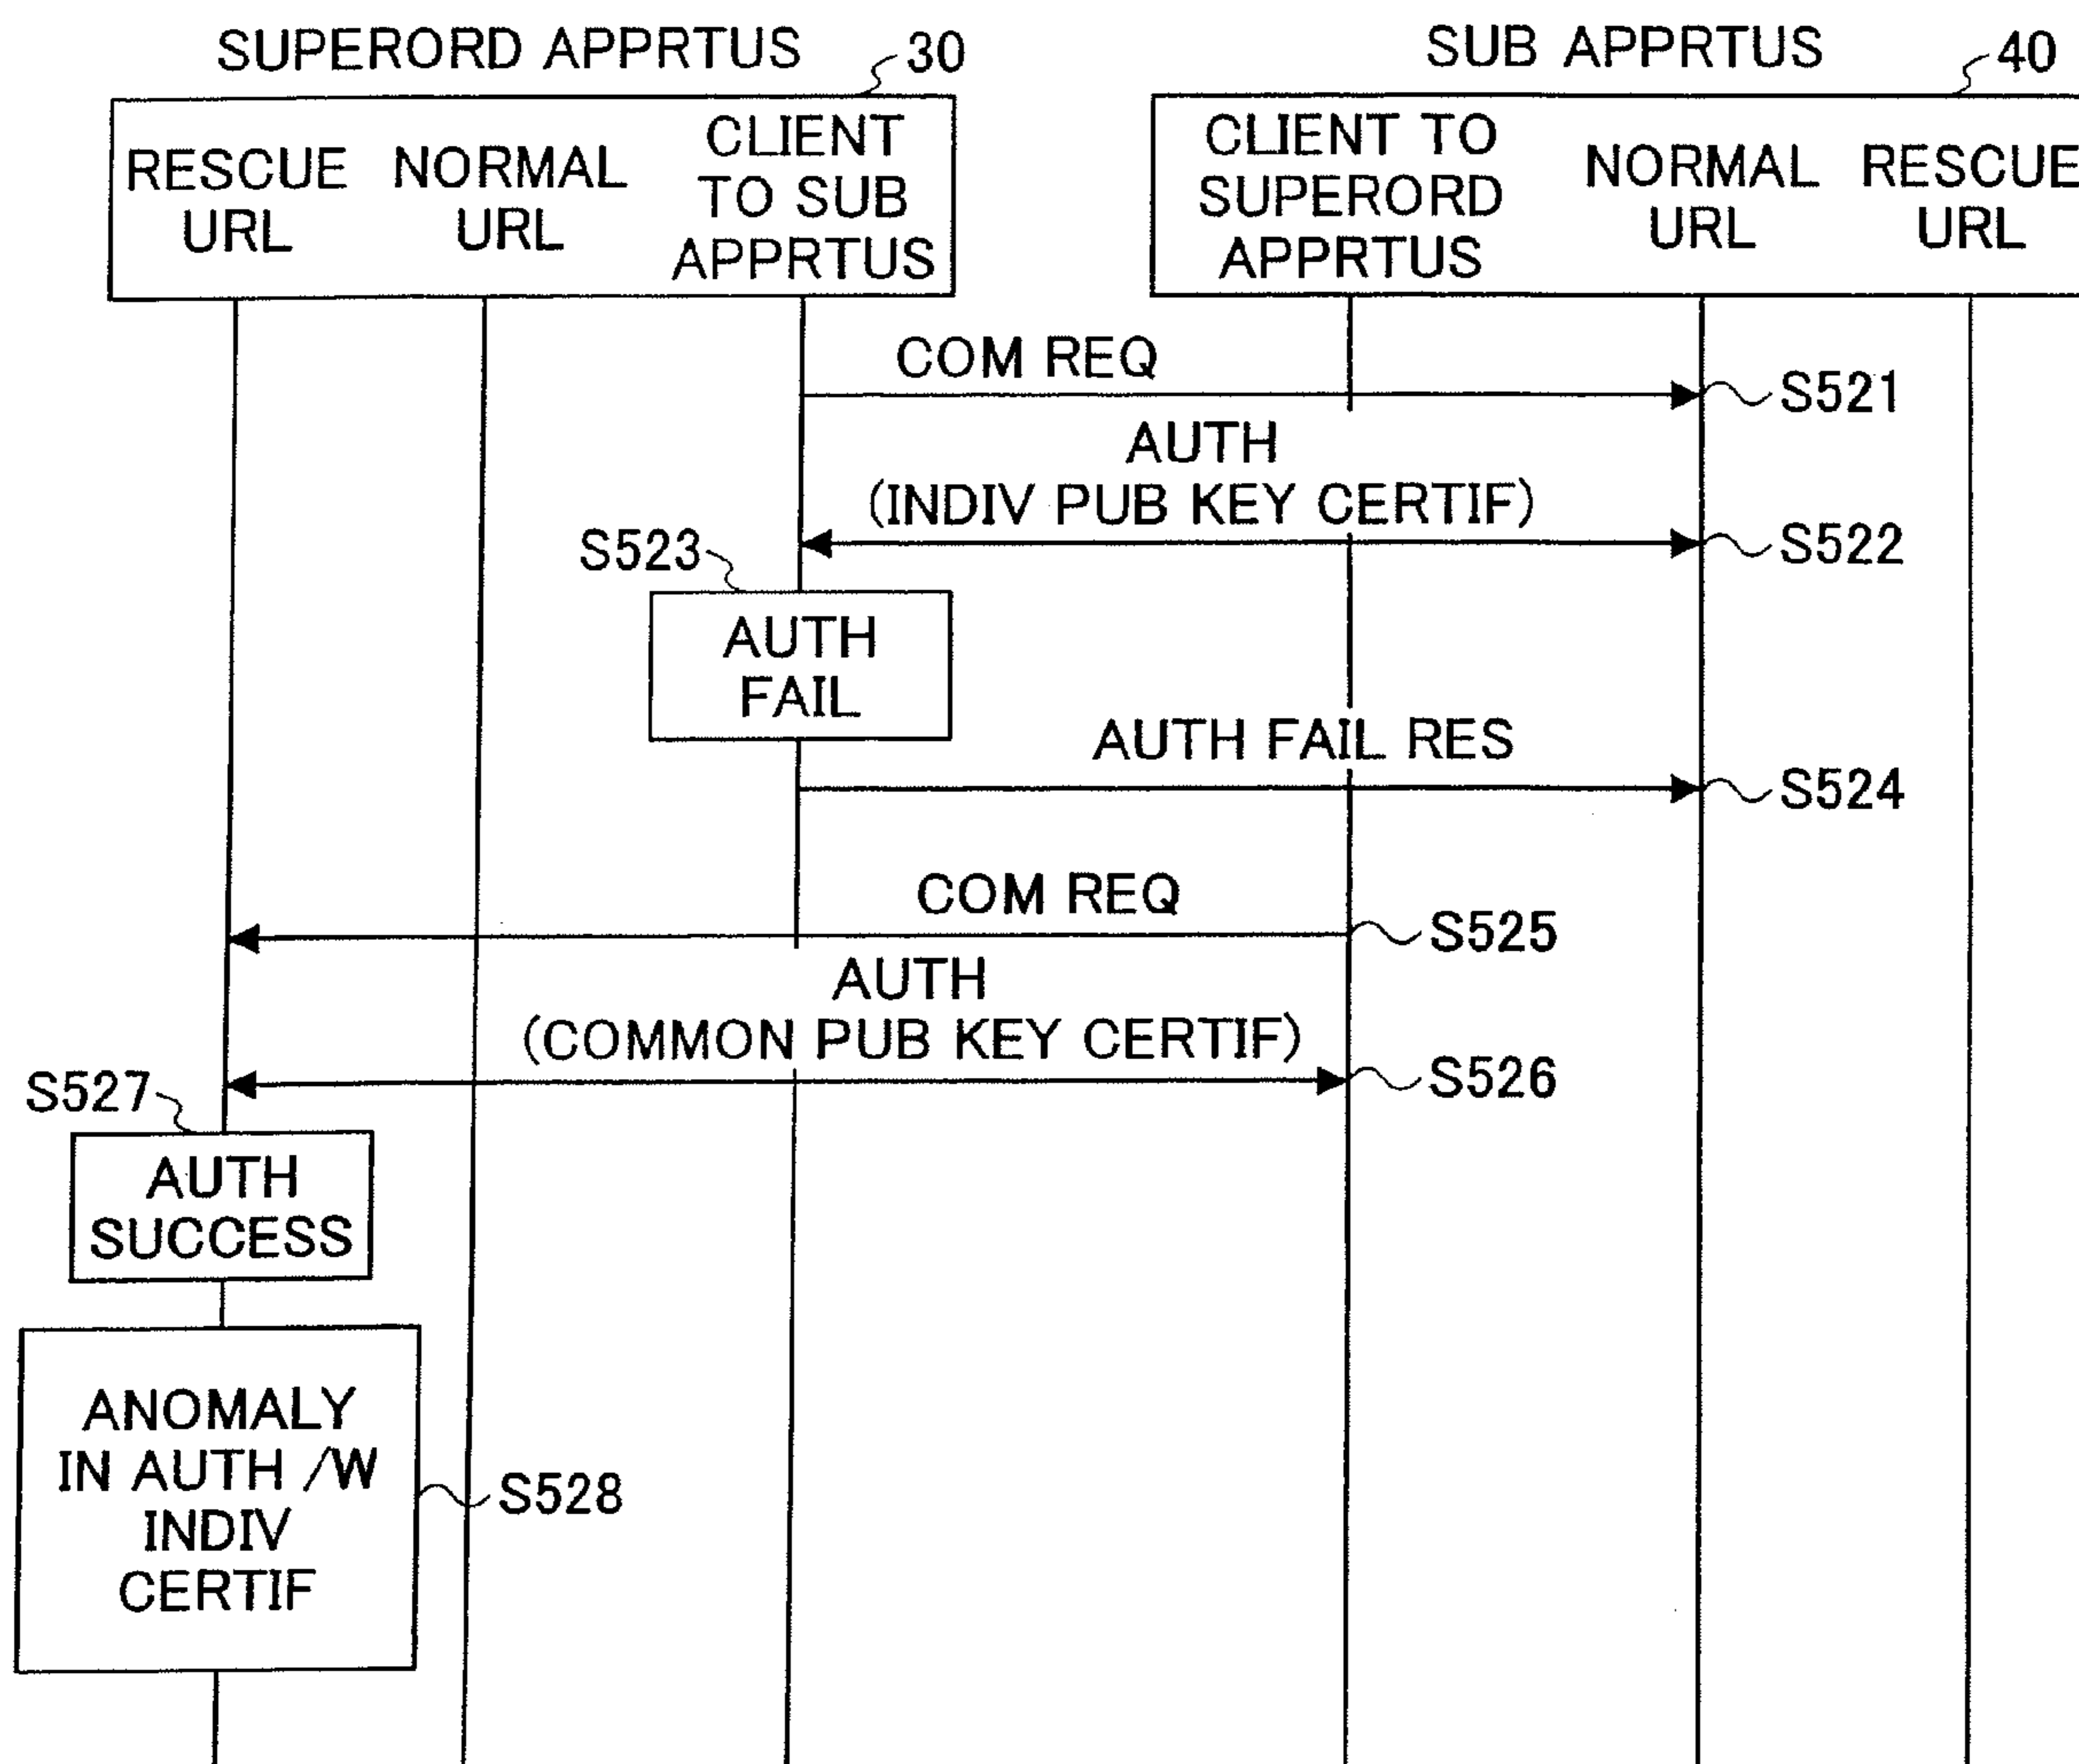 SUPERORD APPRTUS
30
SUB APPRTUS
40
RESCUE
URL
NORMAL
URL
CLIENT
TO SUB
APPRTUS
CLIENT TO
SUPERORD
APPRTUS
NORMAL
URL
RESCUE
URL
COM REQ
S521
AUTH
(INDIV PUB KEY CERTIF)
S522
S523
AUTH
FAIL
AUTH FAIL RES
S524
COM REQ
S525
AUTH
(COMMON PUB KEY CERTIF)
S526
S527
AUTH
SUCCESS
ANOMALY
IN AUTH /W
INDIV
CERTIF
S528